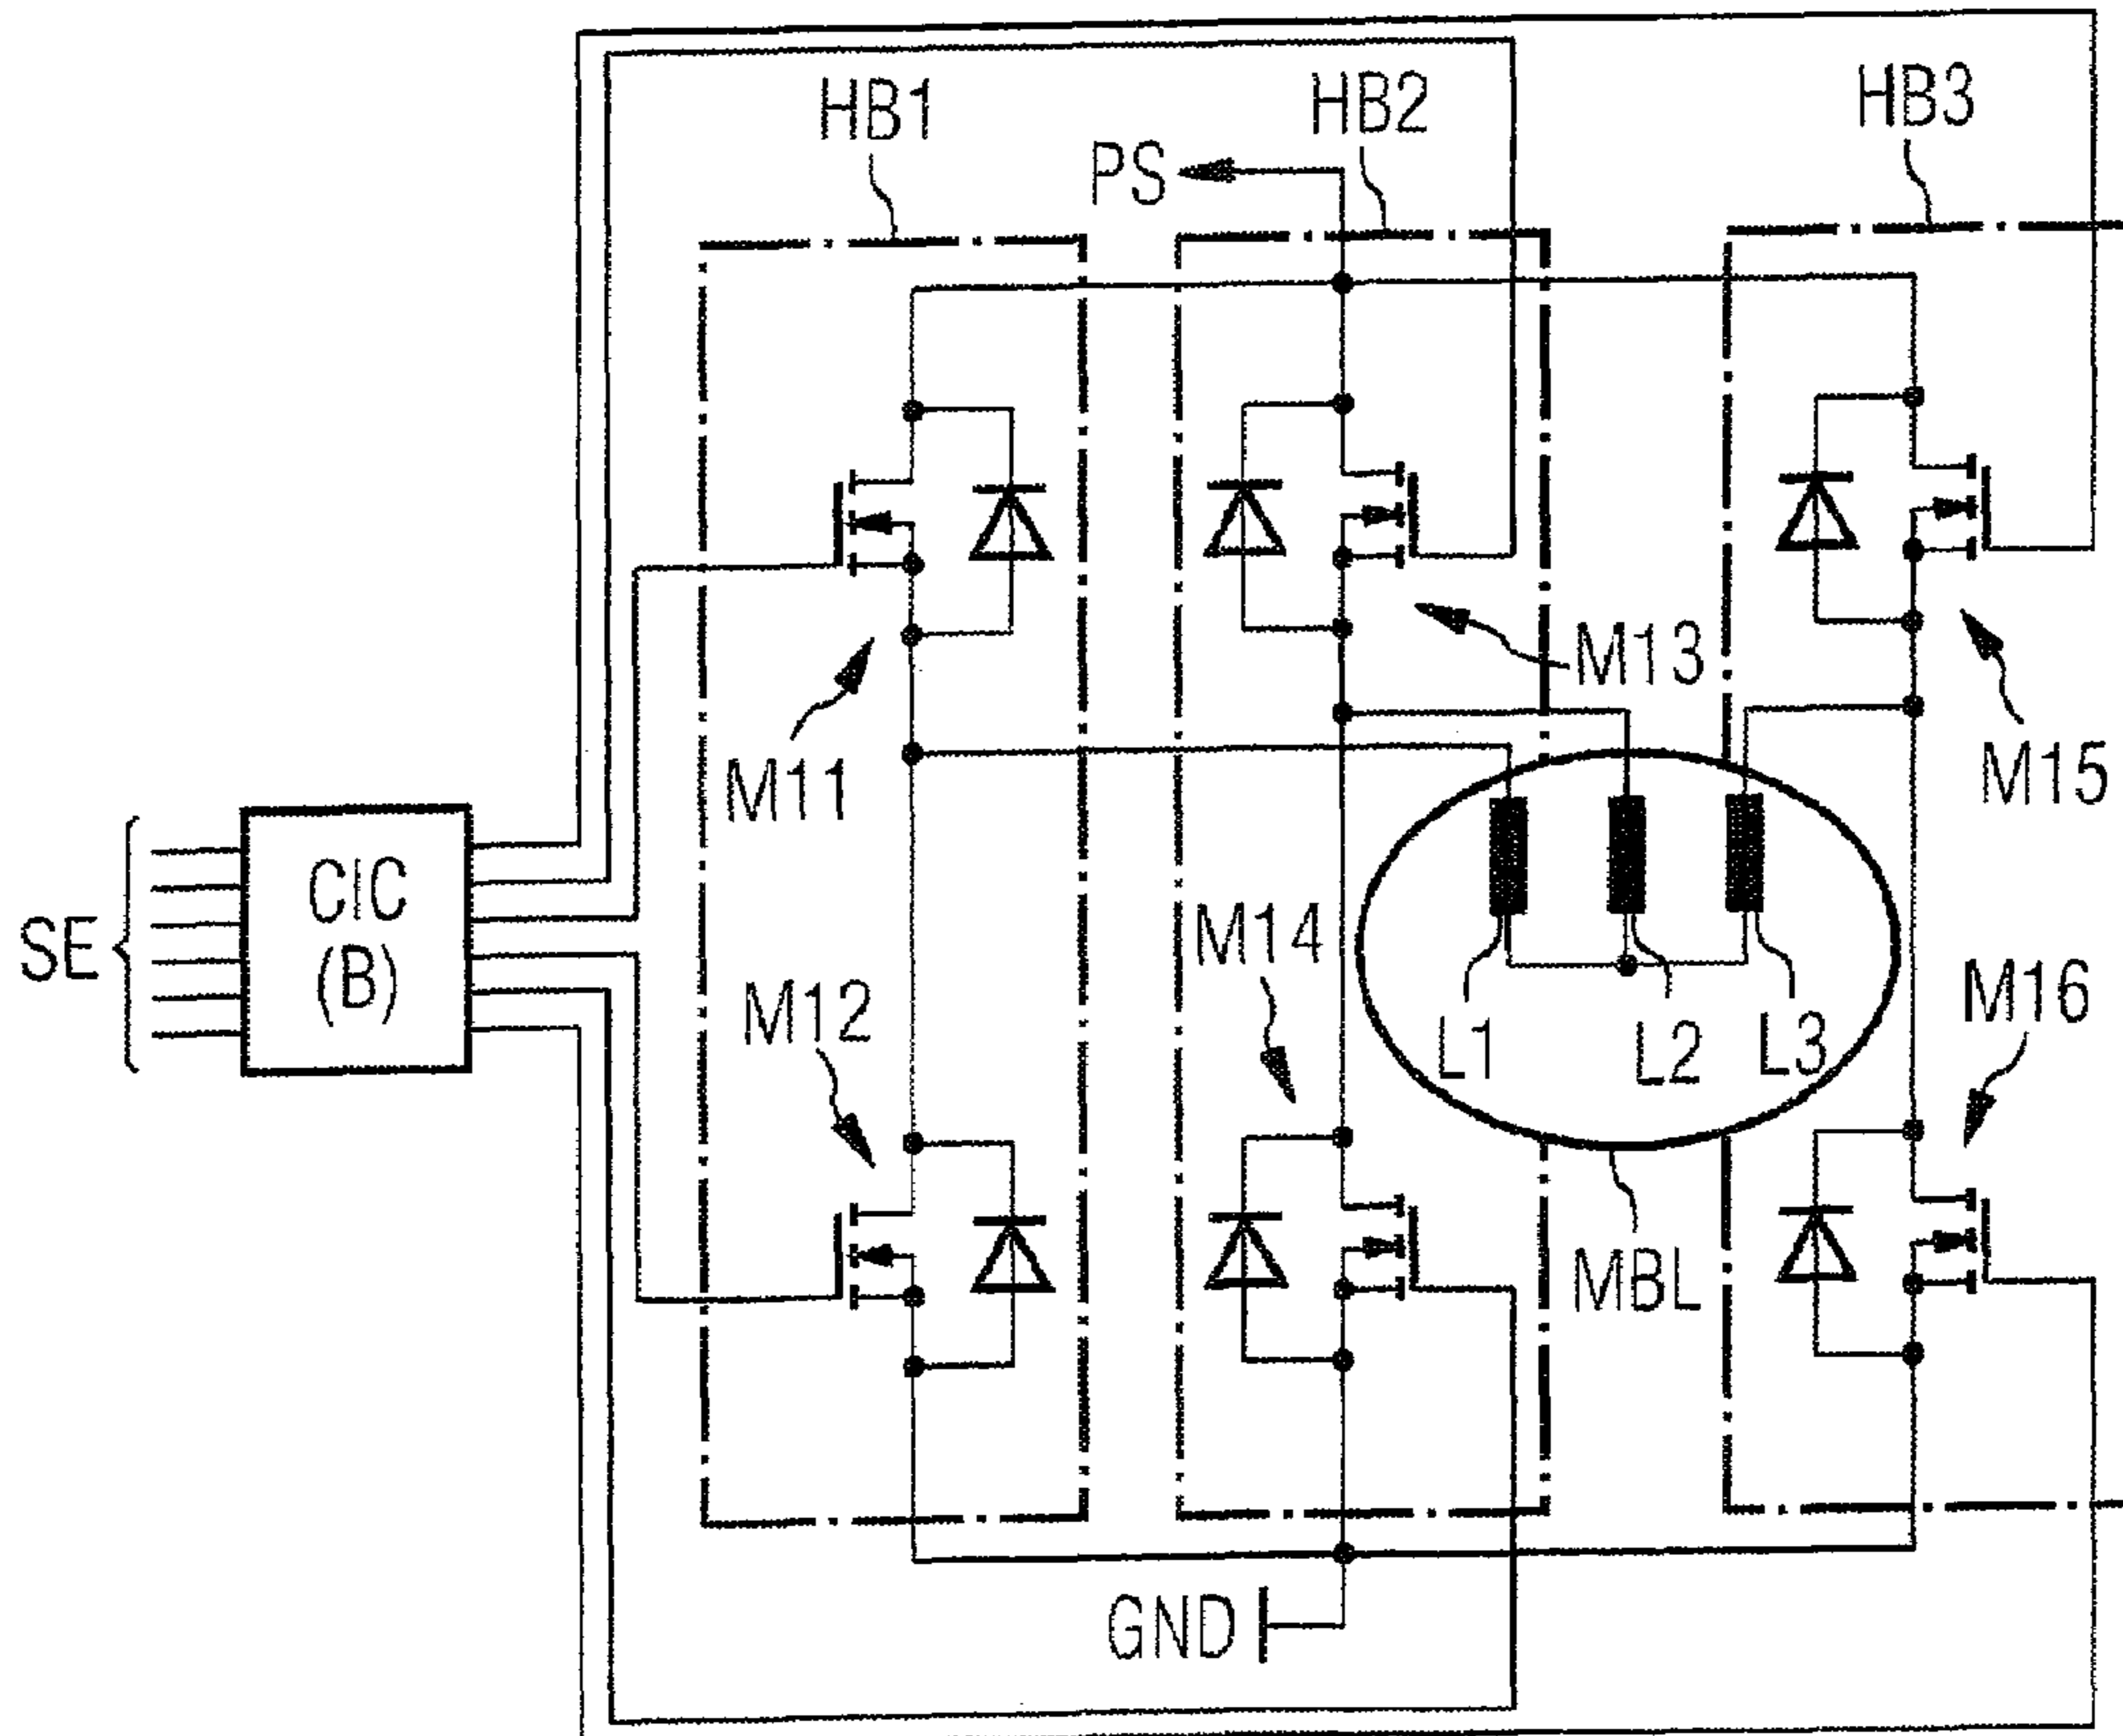 HB1
HB2
HB3
PS
M13
M11
M15
CIC
(B)
SE
M14
M12
M16
L1
L2
L3
MBL
GND